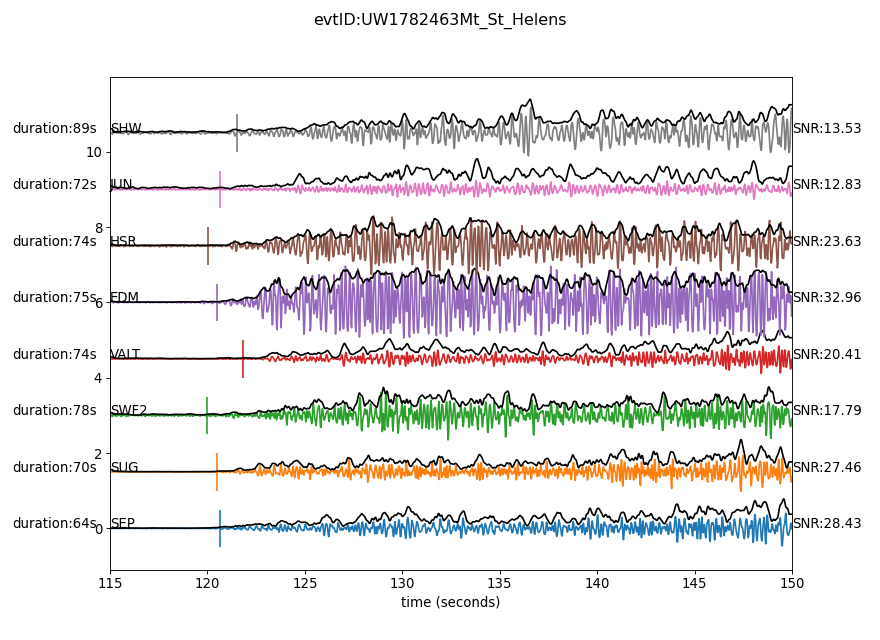 evtID:UW1782463Mt_St_Helens
duration:89s SHW SNR:13.53
10
duration:72s JUN SNR:12.83
8
duration:74s HSR SNR:23.63
duration:75s EDM SNR:32.96
6
duration:74s VALT SNR:20.41
4
duration:78s SWF2 SNR:17.79
2
duration:70s SUG SNR:27.46
duration:64s SEP SNR:28.43
0
115 120 125 130 135 140 145 150
time (seconds)